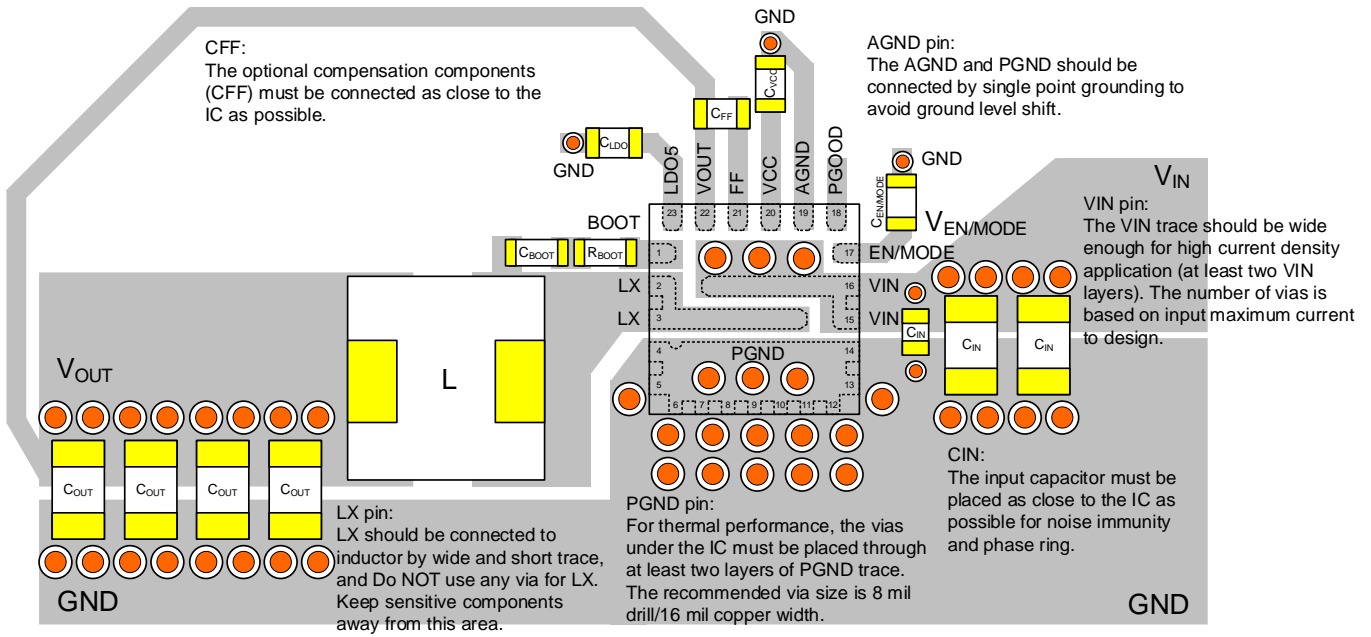 GND
CFF:
The optional compensation components
(CFF) must be connected as close to the
IC as possible.
AGND pin:
The AGND and PGND should be
connected by single point grounding to
avoid ground level shift.
CVCC
CFF
CLDO
GND
LDO5
VOUT
FF
VCC
AGND
PGOOD
GND
CEN/MODE
VIN
VIN pin:
The VIN trace should be wide
enough for high current density
application (at least two VIN
layers). The number of vias is
based on input maximum current
to design.
23
22
21
20
19
18
BOOT
VEN/MODE
CBOOT
RBOOT
1
17
EN/MODE
LX
2
16
VIN
LX
3
15
VIN
CIN
CIN
CIN
4
PGND
14
5
13
6
7
8
9
10
11
12
VOUT
L
COUT
COUT
COUT
COUT
CIN:
The input capacitor must be
placed as close to the IC as
possible for noise immunity
and phase ring.
LX pin:
LX should be connected to
inductor by wide and short trace,
and Do NOT use any via for LX.
Keep sensitive components
away from this area.
PGND pin:
For thermal performance, the vias
under the IC must be placed through
at least two layers of PGND trace.
The recommended via size is 8 mil
drill/16 mil copper width.
GND
GND